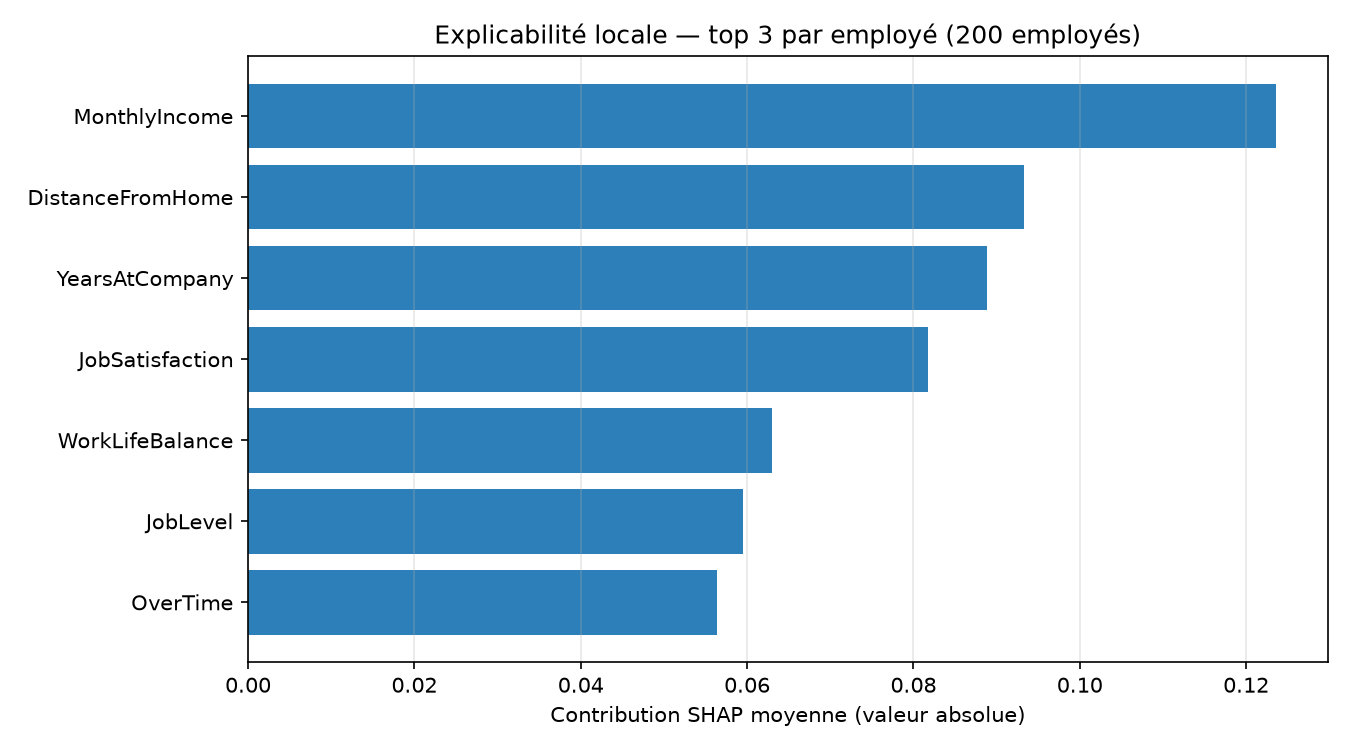 Explicabilité locale — top 3 par employé (200 employés)
MonthlyIncome
DistanceFromHome
YearsAtCompany
JobSatisfaction
WorkLifeBalance
JobLevel
OverTime
0.00 0.02 0.04 0.06 0.08 0.10 0.12
Contribution SHAP moyenne (valeur absolue)